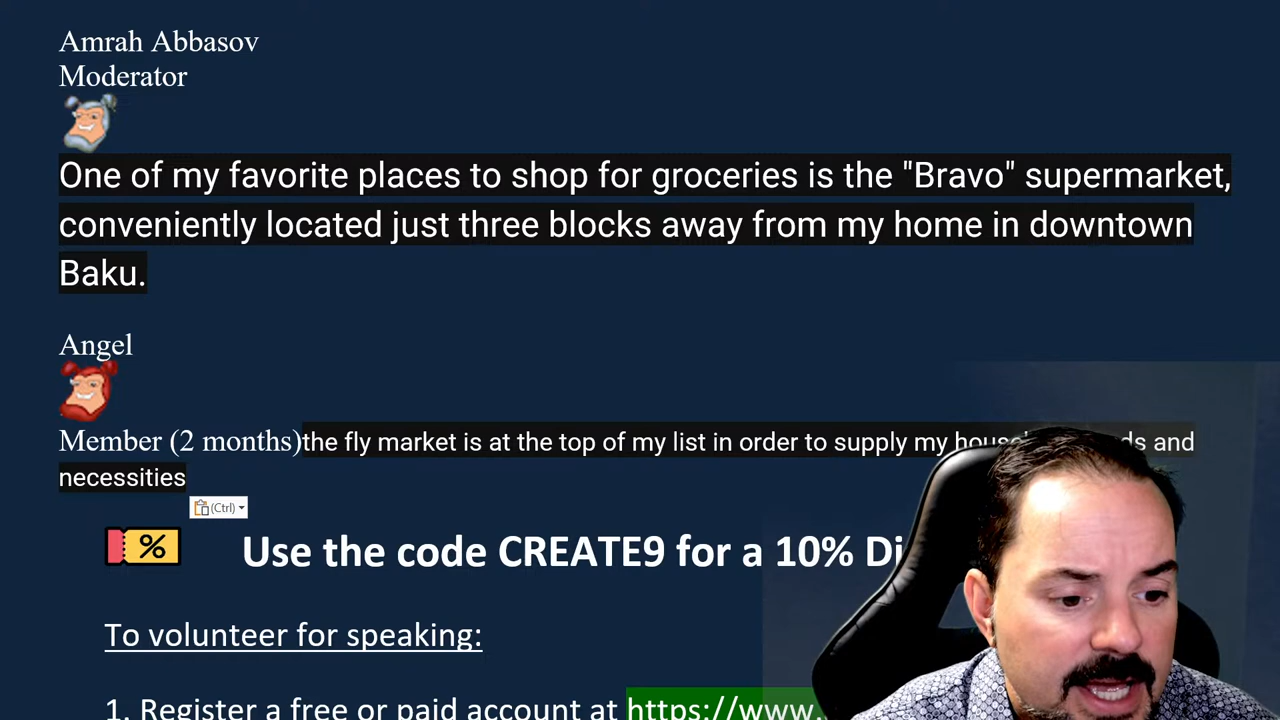 Amrah Abbasov
Moderator
One of my favorite places to shop for groceries is the "Bravo" supermarket,
conveniently located just three blocks away from my home in downtown
Baku.
Angel
Member (2 months)the fly market is at the top of my list in order to supply my and
necessities
(Ctrl)
%
Use the code CREATE9 for a 10%
To volunteer for speaking:
1. Register a free or paid account at https://www.